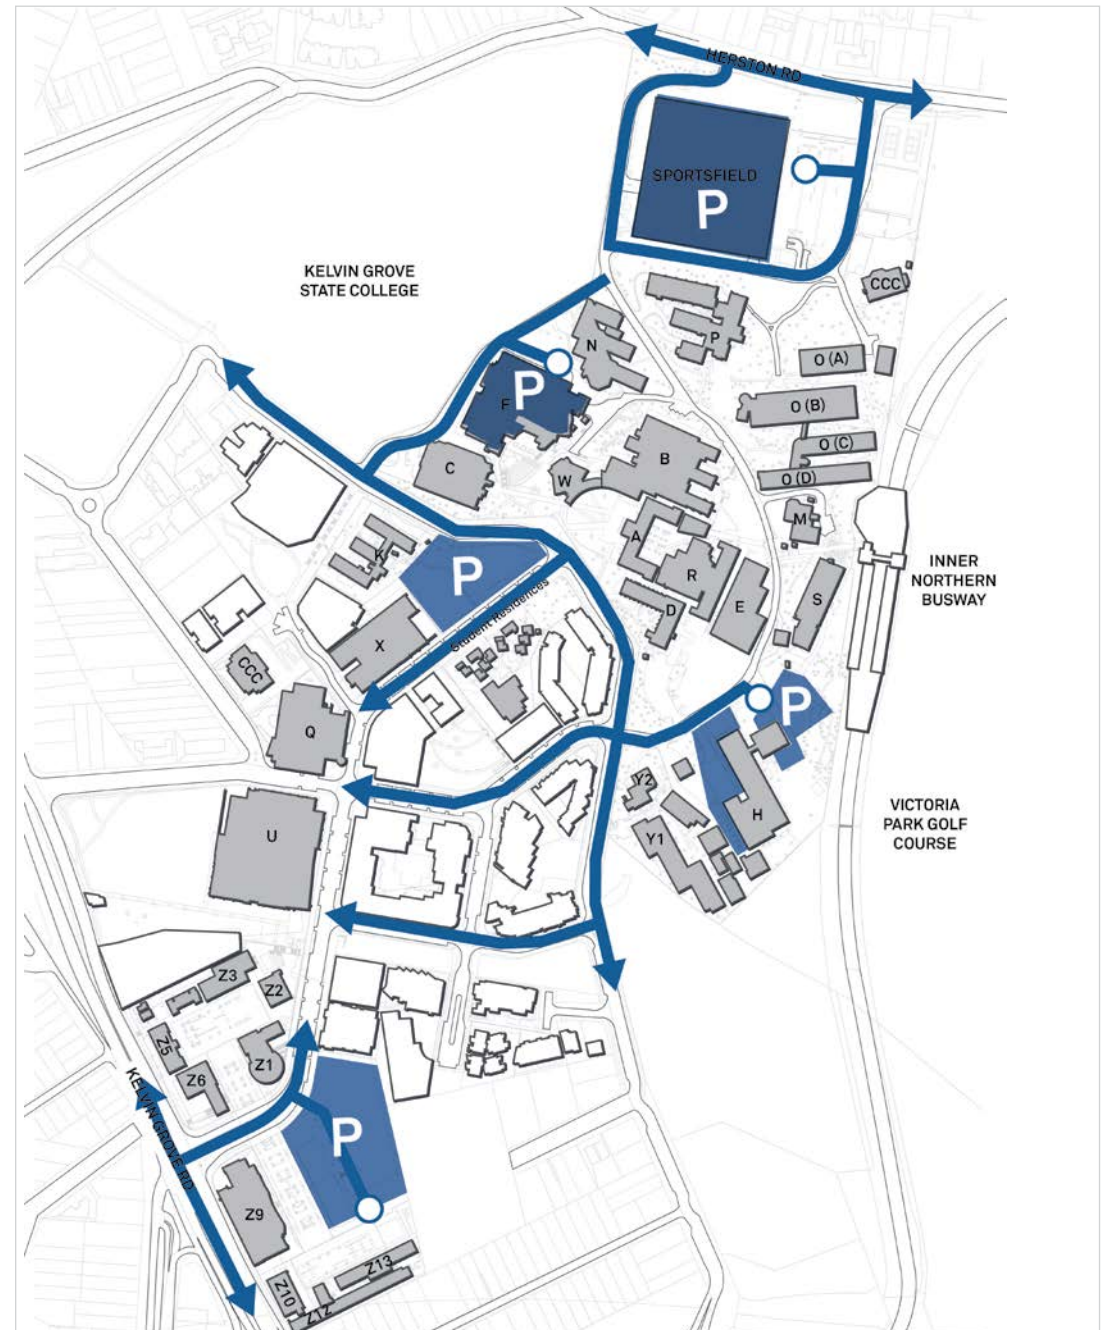 HERSTON RD
SPORTSFIELD
P
KELVIN GROVE
STATE COLLEGE
CCC
P
N
O (A)
P
F
O (B)
O (C)
B
C
W
O (D)
M
A
K
P
INNER
NORTHERN
BUSWAY
R
S
E
D
Student Residences
X
CCC
P
Q
Y2
VICTORIA
PARK GOLF
COURSE
H
U
Y1
Z3
Z2
Z5
Z1
Z6
KELVIN GROVE RD
P
Z9
Z13
Z10
Z12